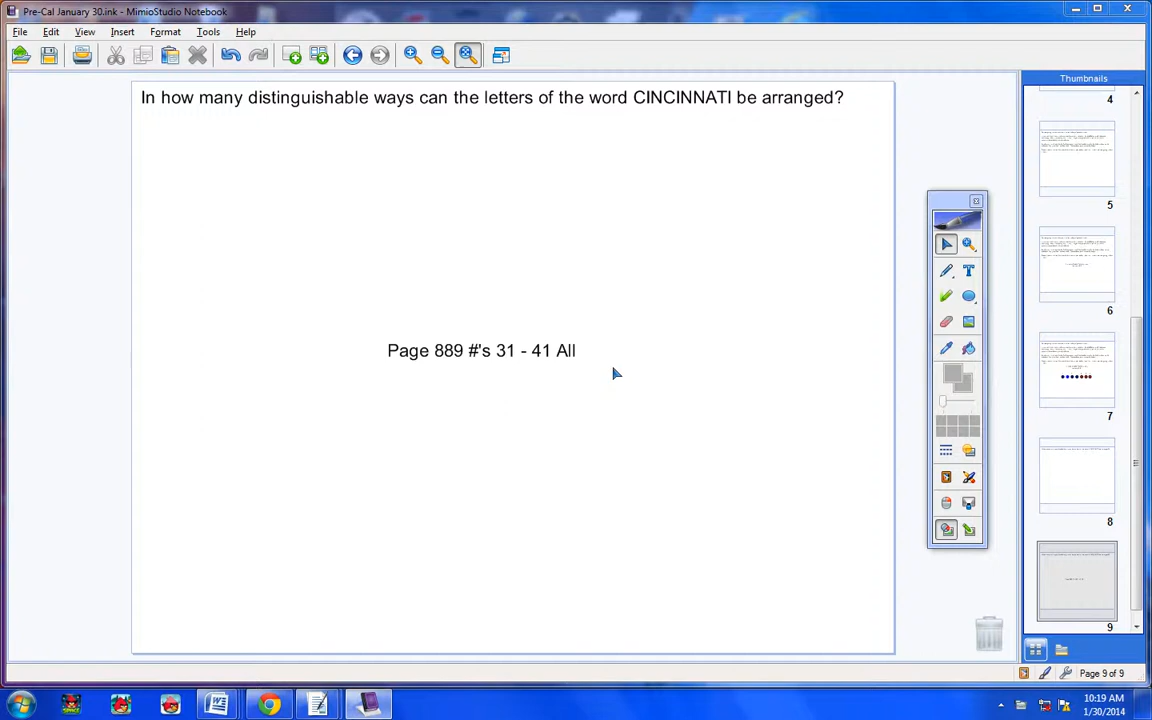 Pre-Cal January 30.ink - MimioStudio Notebook
File Edit View Insert Format Tools Help
Thumbnails
In how many distinguishable ways can the letters of the word CINCINNATI be arranged?
Page 889 #'s 31 - 41 All
4
5
6
7
8
9
Page 9 of 9
10:19 AM
1/30/2014